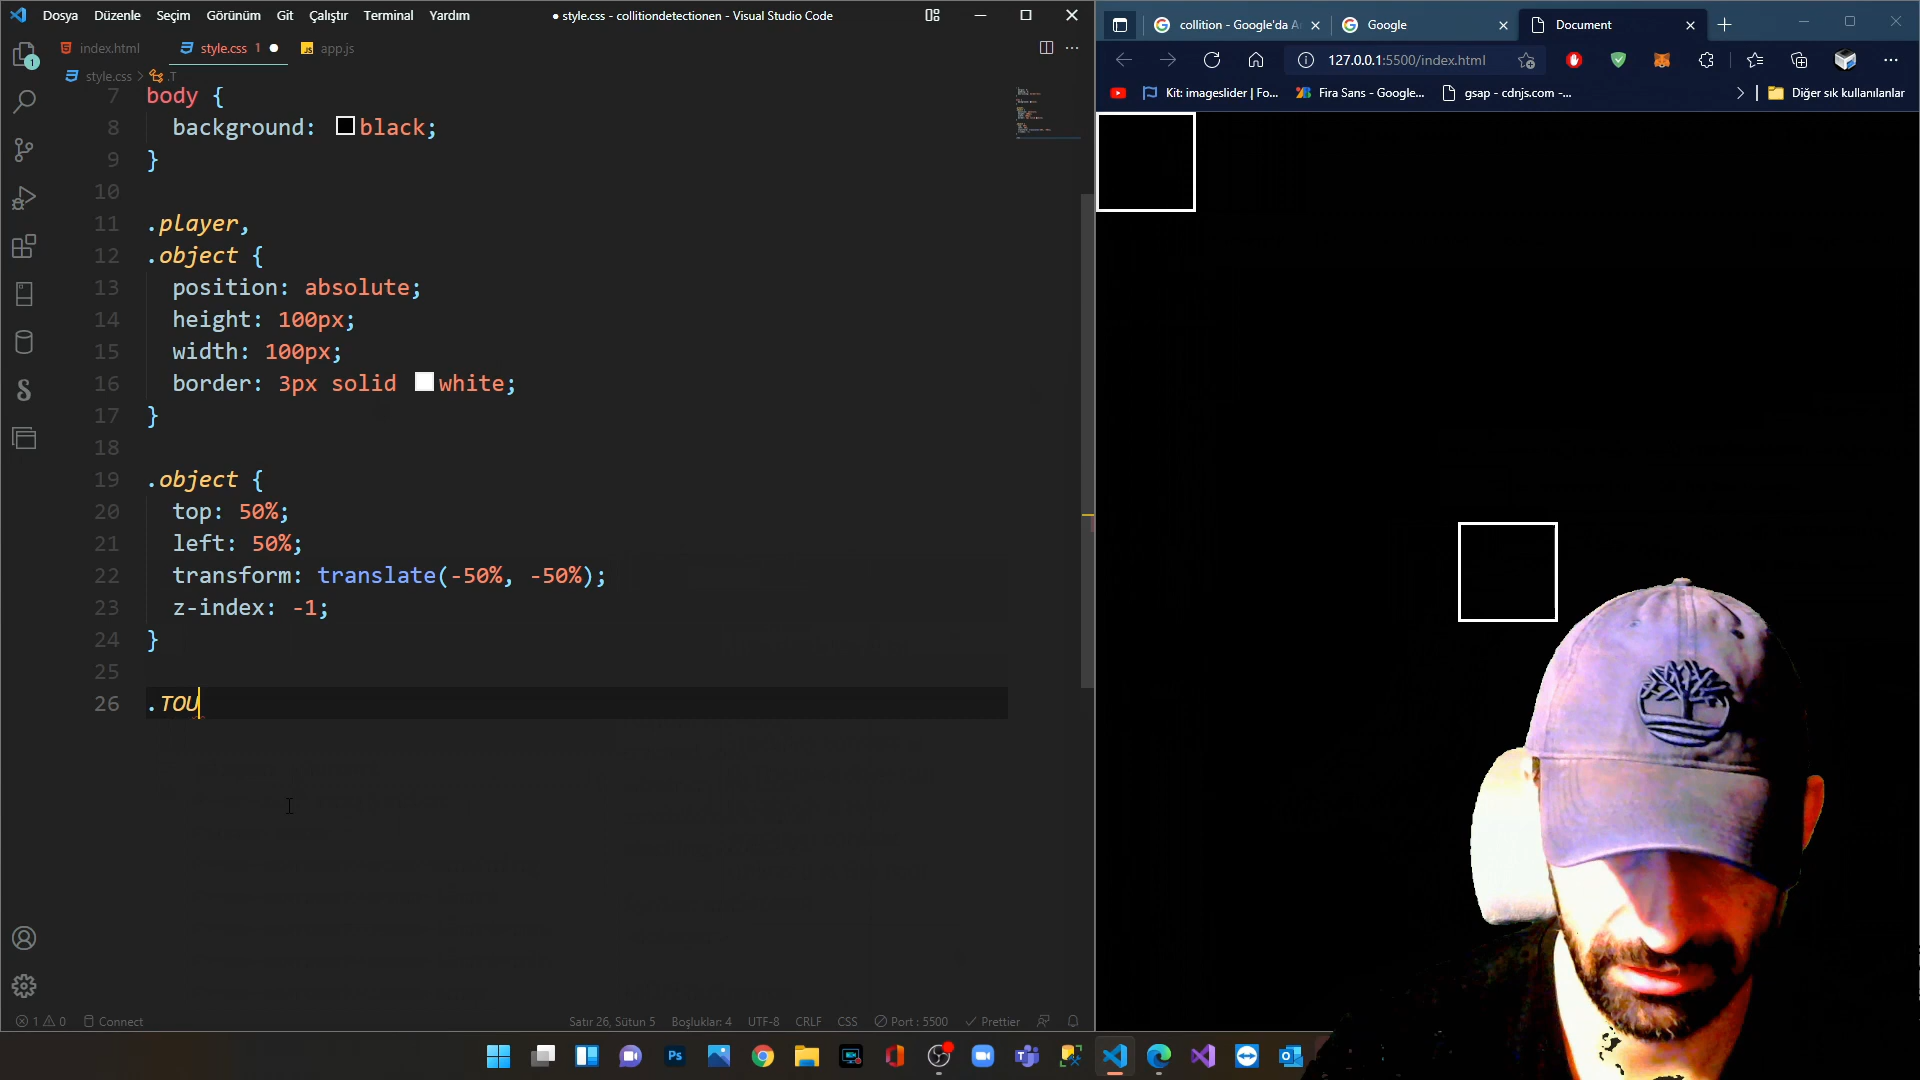 Dosya Düzenle Seçim Görünüm Git Çalıştır Terminal Yardım
● style.css - collitiondetectionen - Visual Studio Code
index.html
style.css 1 ●
JS app.js
style.css > .T
7 body {
8 background: black;
9 }
10
11 .player,
12 .object {
13 position: absolute;
14 height: 100px;
15 width: 100px;
16 border: 3px solid white;
17 }
18
19 .object {
20 top: 50%;
21 left: 50%;
22 transform: translate(-50%, -50%);
23 z-index: -1;
24 }
25
26 .TOU
1
1 0 Connect
Satır 26, Sütun 5 Boşluklar: 4 UTF-8 CRLF CSS Port : 5500 Prettier
collition - Google'da A
Google
Document
127.0.0.1:5500/index.html
Kit: imageslider | Fo...
Fira Sans - Google...
gsap - cdnjs.com -...
Diğer sık kullanılanlar
Ps